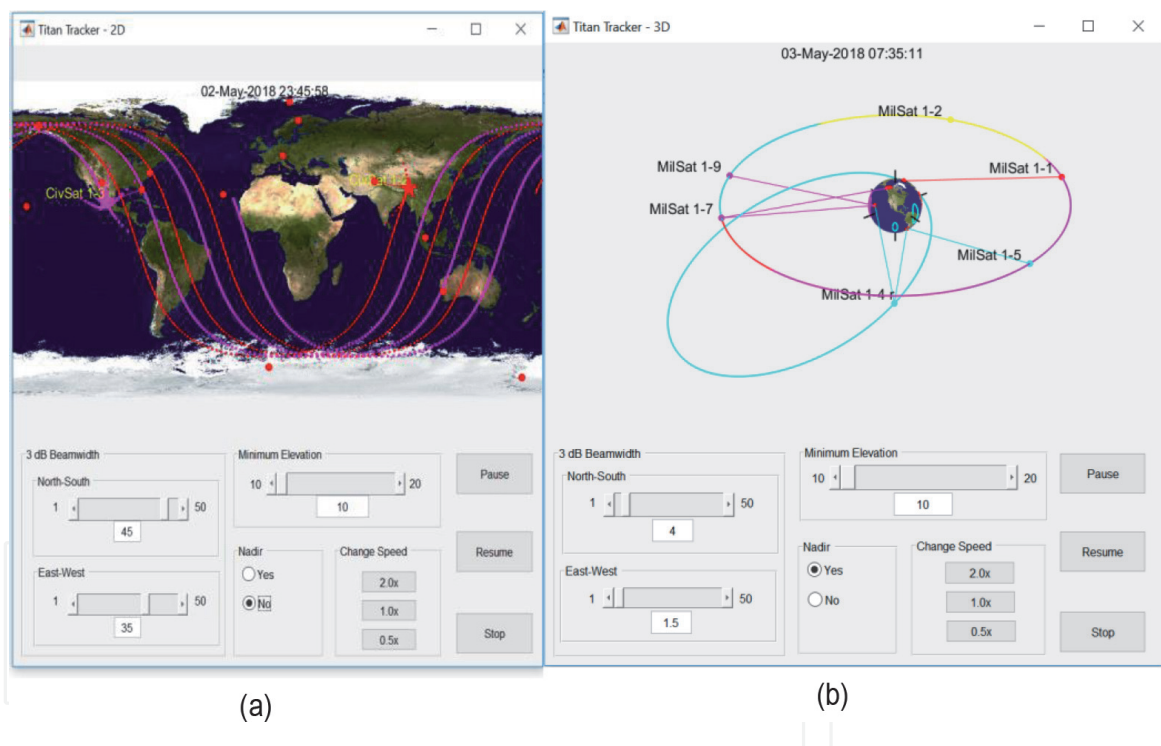 Titan Tracker - 2D
02-May-2018 23:45:58
CivSat 1-3
3 dB Beamwidth
North-South
1
50
45
East-West
1
50
35
Minimum Elevation
10
20
10
Nadir
Yes
No
Change Speed
2.0x
1.0x
0.5x
Pause
Resume
Stop
(a)
Titan Tracker - 3D
03-May-2018 07:35:11
MilSat 1-2
MilSat 1-9
MilSat 1-1
MilSat 1-7
MilSat 1-5
MilSat 1-4 r
3 dB Beamwidth
North-South
1
50
4
East-West
1
50
1.5
Minimum Elevation
10
20
10
Nadir
Yes
No
Change Speed
2.0x
1.0x
0.5x
Pause
Resume
Stop
(b)